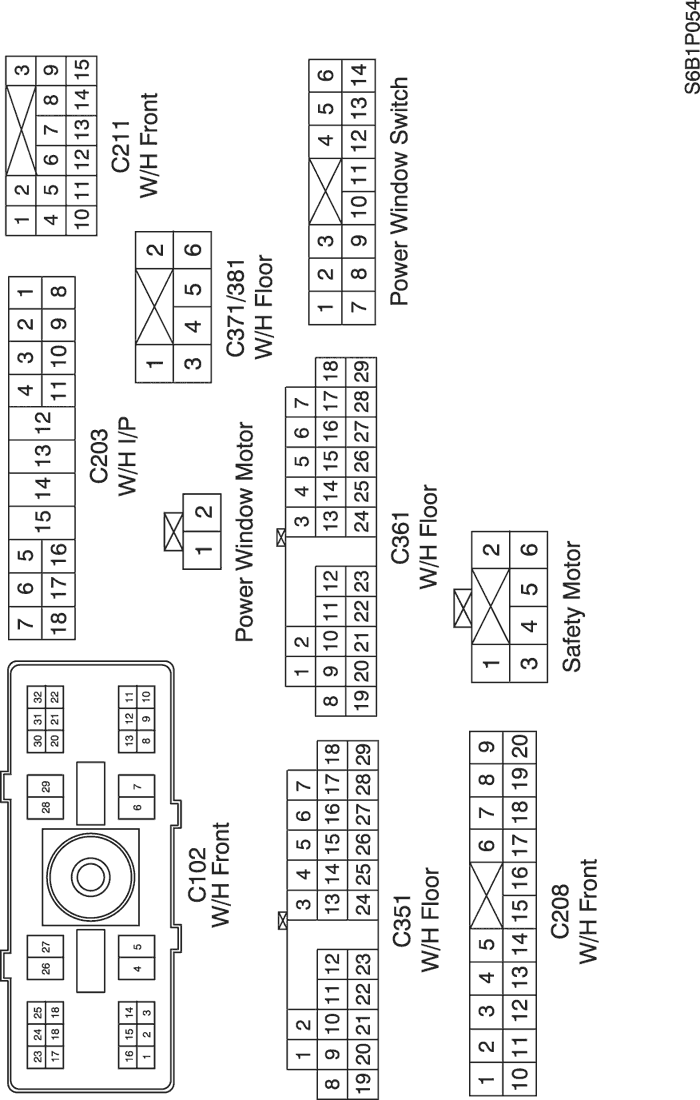 23 24 25
17 18 18
26 27
28 29
30 31 32
20 21 22
16 15 14
1 2 3
4 5
6 7
13 12 11
8 9 10
C102
W/H Front
7 6 5 4 3 2 1
15 14 13 12
18 17 16 11 10 9 8
C203
W/H I/P
1 2 3
4 5 6 7 8 9
10 11 12 13 14 15
C211
W/H Front
1 2
Power Window Motor
1 2
3 4 5 6
C371/381
W/H Floor
1 2 3 4 5 6 7
8 9 10 11 12 13 14 15 16 17 18
19 20 21 22 23 24 25 26 27 28 29
C351
W/H Floor
1 2 3 4 5 6 7
8 9 10 11 12 13 14 15 16 17 18
19 20 21 22 23 24 25 26 27 28 29
C361
W/H Floor
1 2 3 4 5 6
7 8 9 10 11 12 13 14
Power Window Switch
1 2 3 4 5 6 7 8 9
10 11 12 13 14 15 16 17 18 19 20
C208
W/H Front
1 2
3 4 5 6
Safety Motor
S6B1P054